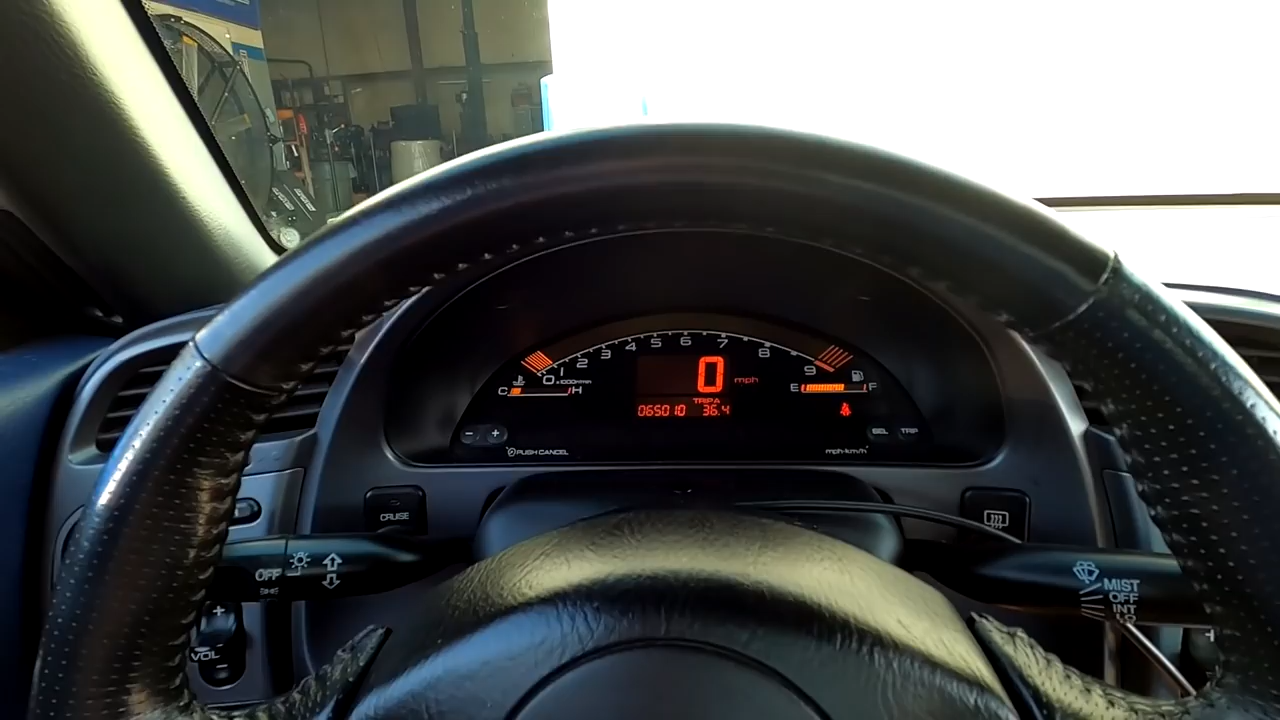 0 1 2 3 4 5 6 7 8 9
x1000r/min
0 mph
C H
E F
TRIP A
065010 36.4
- +
SEL TRIP
PUSH CANCEL
mph·km/h
CRUISE
OFF
MIST
OFF
INT
LO
+
VOL
-
+